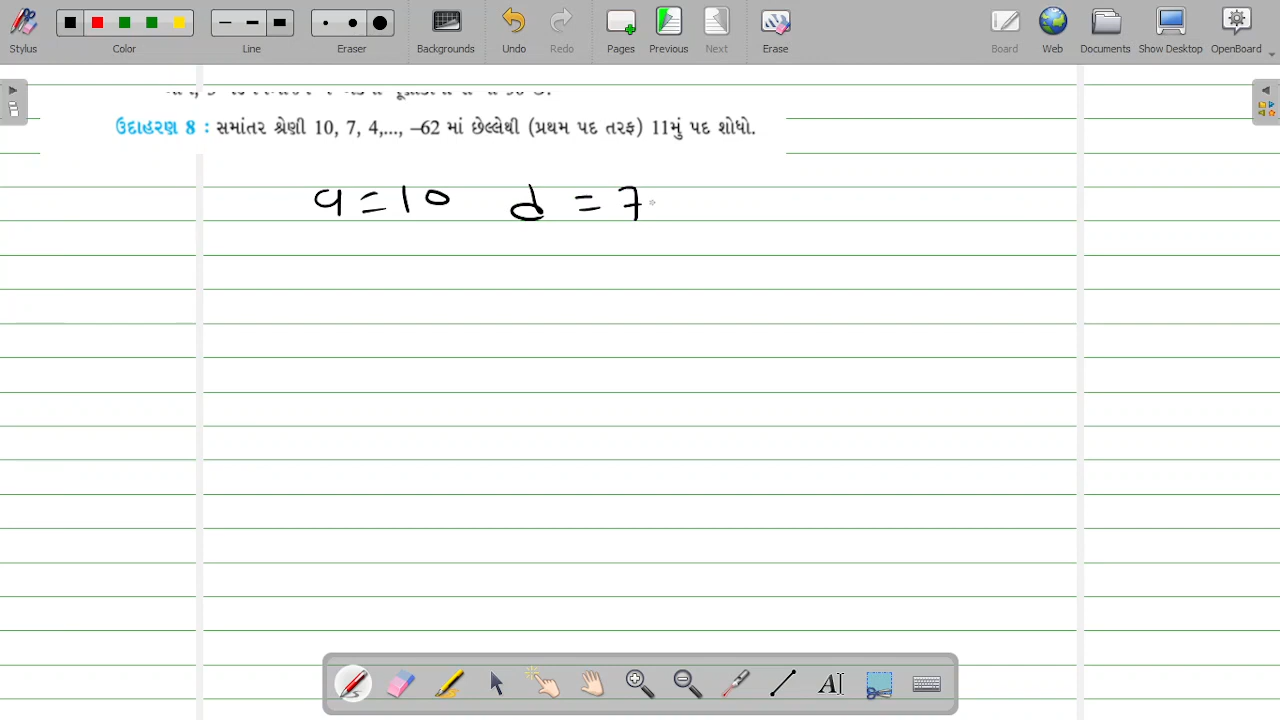 Stylus Color Line Eraser Backgrounds Undo Redo Pages Previous Next Erase Board Web Documents Show Desktop OpenBoard
ઉદાહરણ 8 : સમાંતર શ્રેણી 10, 7, 4,..., –62 માં છેલ્લેથી (પ્રથમ પદ તરફ) 11મું પદ શોધો.
a = 10 d = 7